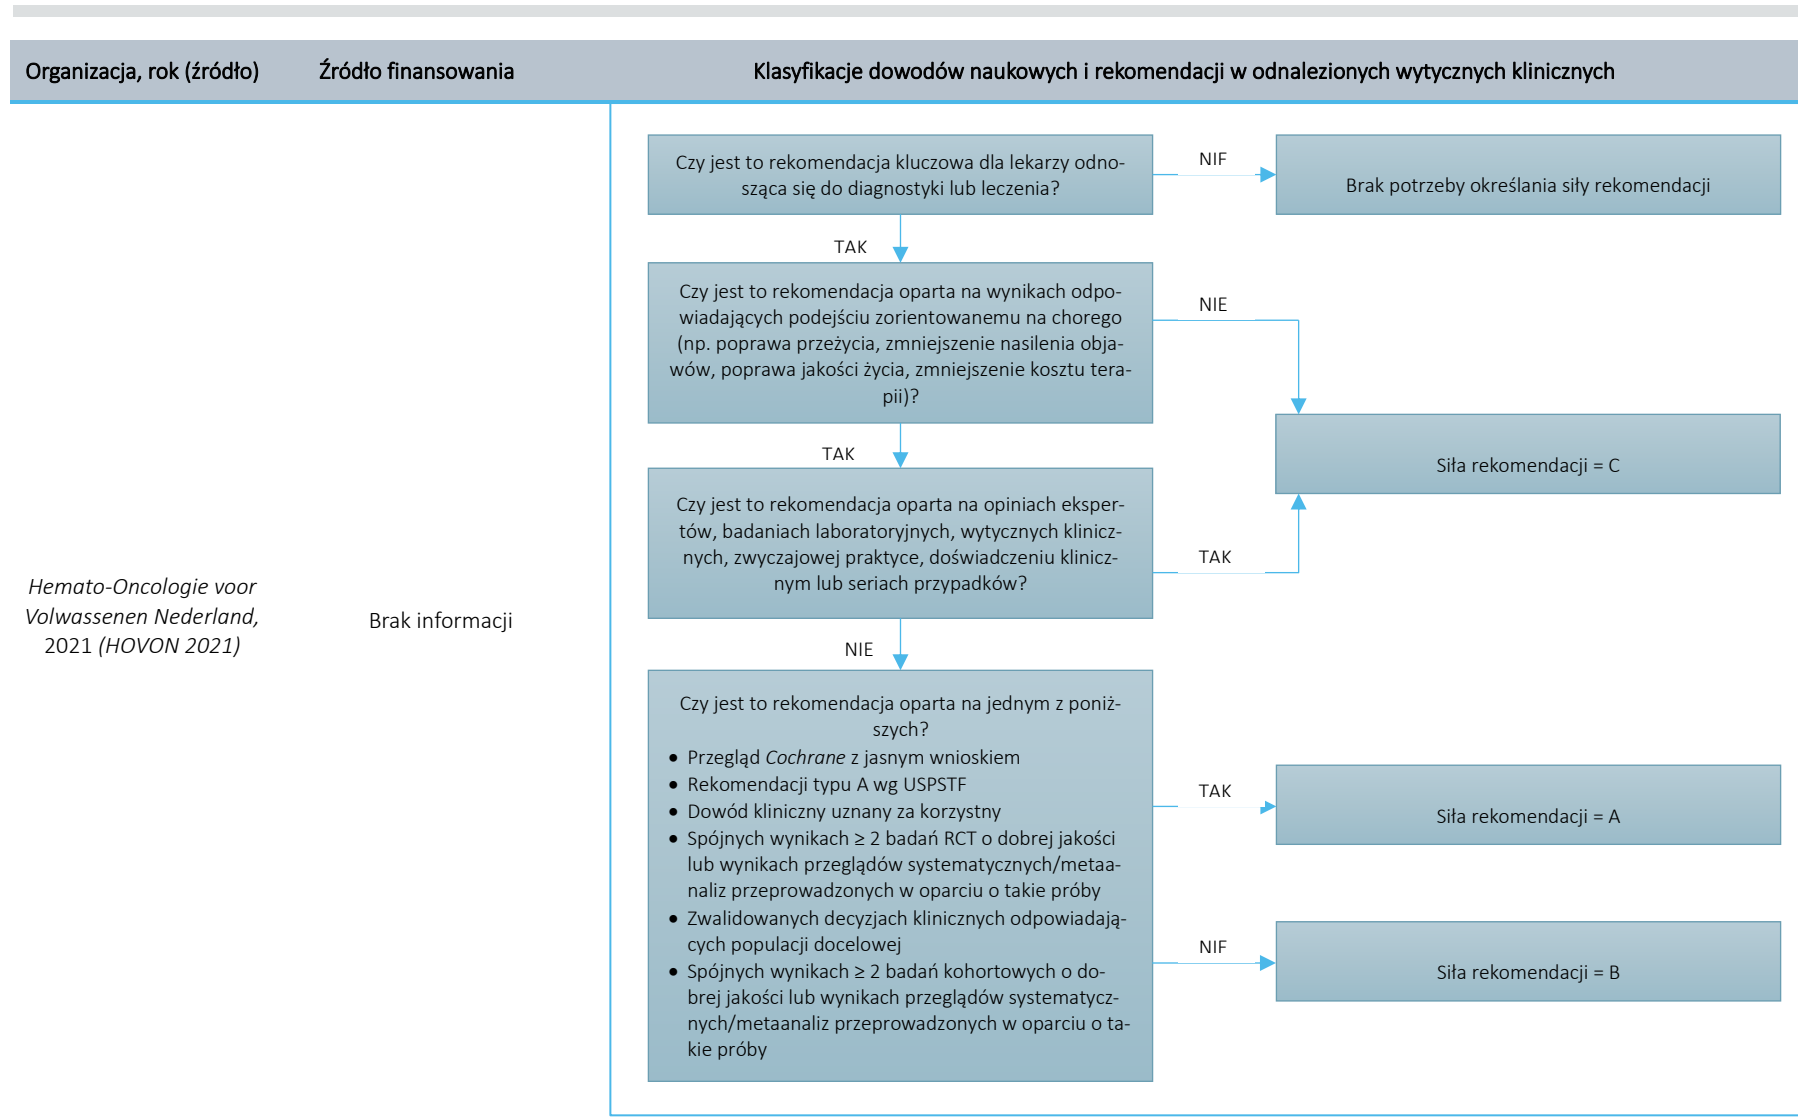 Organizacja, rok (źródło)
Źródło finansowania
Klasyfikacje dowodów naukowych i rekomendacji w odnalezionych wytycznych klinicznych
Hemato-Oncologie voor
Volwassenen Nederland,
2021 (HOVON 2021)
Brak informacji
Czy jest to rekomendacja kluczowa dla lekarzy odno-
sząca się do diagnostyki lub leczenia?
NIF
Brak potrzeby określania siły rekomendacji
TAK
Czy jest to rekomendacja oparta na wynikach odpo-
wiadających podejściu zorientowanemu na chorego
(np. poprawa przeżycia, zmniejszenie nasilenia obja-
wów, poprawa jakości życia, zmniejszenie kosztu tera-
pii)?
NIE
Siła rekomendacji = C
TAK
Czy jest to rekomendacja oparta na opiniach eksper-
tów, badaniach laboratoryjnych, wytycznych klinicz-
nych, zwyczajowej praktyce, doświadczeniu klinicz-
nym lub seriach przypadków?
TAK
NIE
Czy jest to rekomendacja oparta na jednym z poniż-
szych?
• Przegląd Cochrane z jasnym wnioskiem
• Rekomendacji typu A wg USPSTF
• Dowód kliniczny uznany za korzystny
• Spójnych wynikach ≥ 2 badań RCT o dobrej jakości
lub wynikach przeglądów systematycznych/metaa-
naliz przeprowadzonych w oparciu o takie próby
• Zwalidowanych decyzjach klinicznych odpowiadają-
cych populacji docelowej
• Spójnych wynikach ≥ 2 badań kohortowych o do-
brej jakości lub wynikach przeglądów systematycz-
nych/metaanaliz przeprowadzonych w oparciu o ta-
kie próby
TAK
Siła rekomendacji = A
NIF
Siła rekomendacji = B